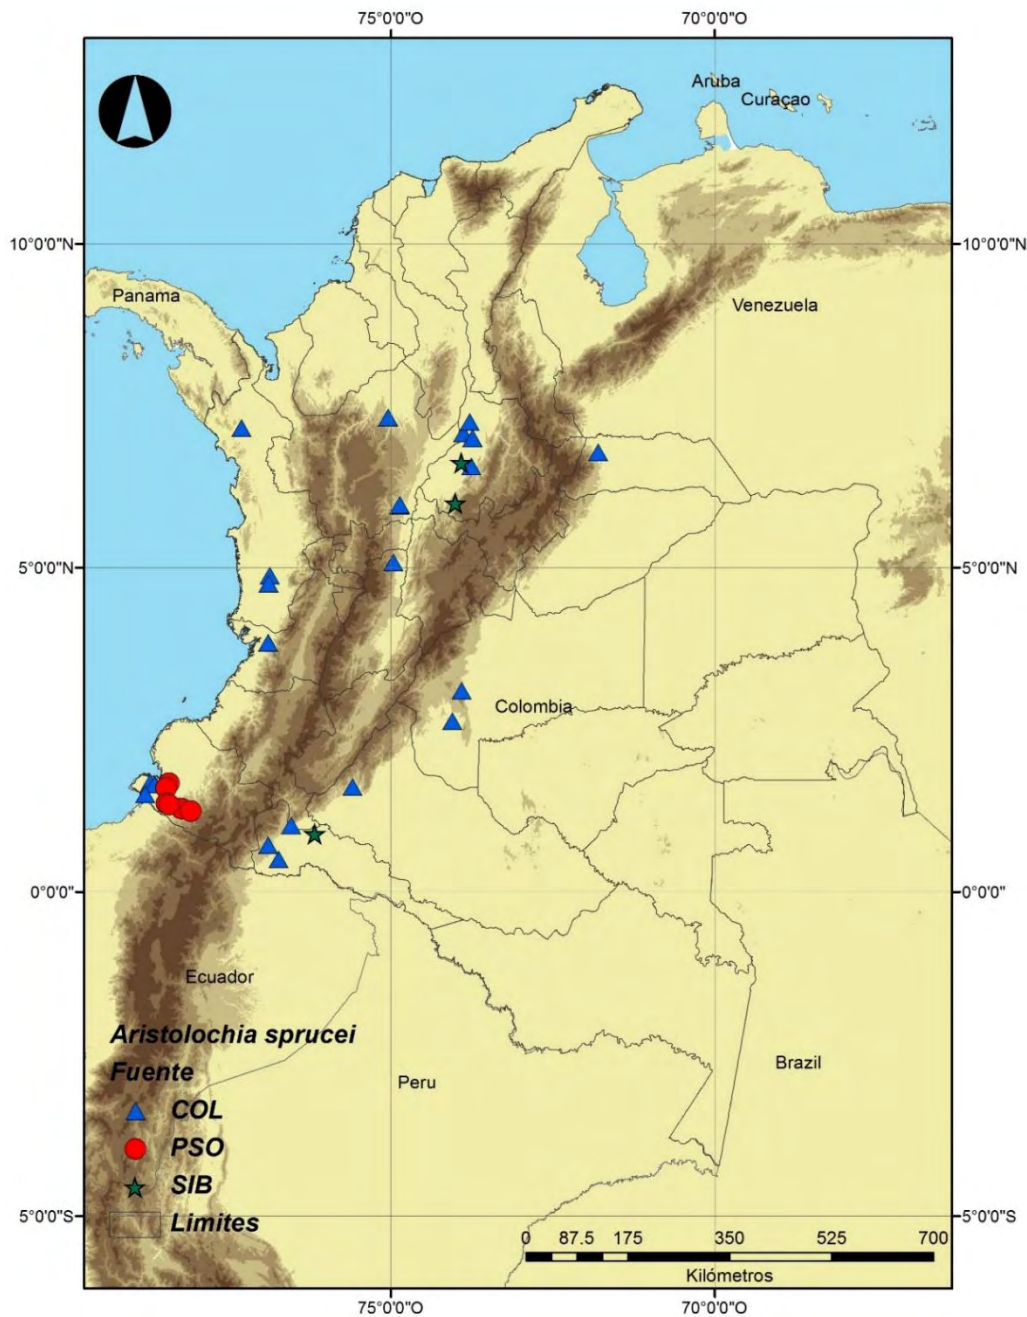 75°0'0"O 70°0'0"O
Aruba
Curaçao
10°0'0"N 10°0'0"N
Panama
Venezuela
5°0'0"N 5°0'0"N
Colombia
0°0'0" 0°0'0"
Ecuador
Aristolochia sprucei
Fuente
Peru
Brazil
COL
PSO
SIB
Limites
5°0'0"S 5°0'0"S
0 87.5 175 350 525 700
Kilómetros
75°0'0"O 70°0'0"O